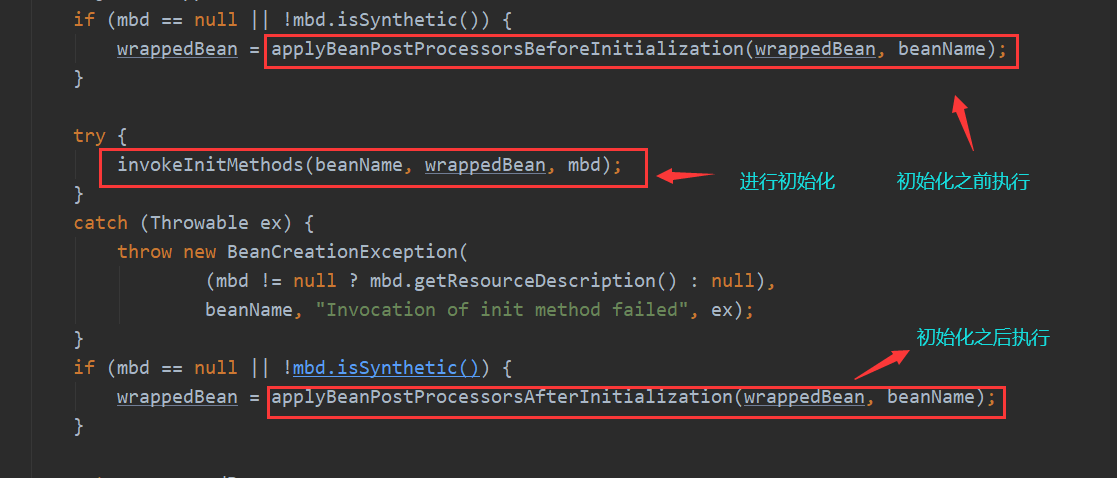 if (mbd == null || !mbd.isSynthetic()) {
wrappedBean = applyBeanPostProcessorsBeforeInitialization(wrappedBean, beanName);
}
try {
invokeInitMethods(beanName, wrappedBean, mbd);
进行初始化
初始化之前执行
}
catch (Throwable ex) {
throw new BeanCreationException(
(mbd != null ? mbd.getResourceDescription() : null),
beanName, "Invocation of init method failed", ex);
}
初始化之后执行
if (mbd == null || !mbd.isSynthetic()) {
wrappedBean = applyBeanPostProcessorsAfterInitialization(wrappedBean, beanName);
}